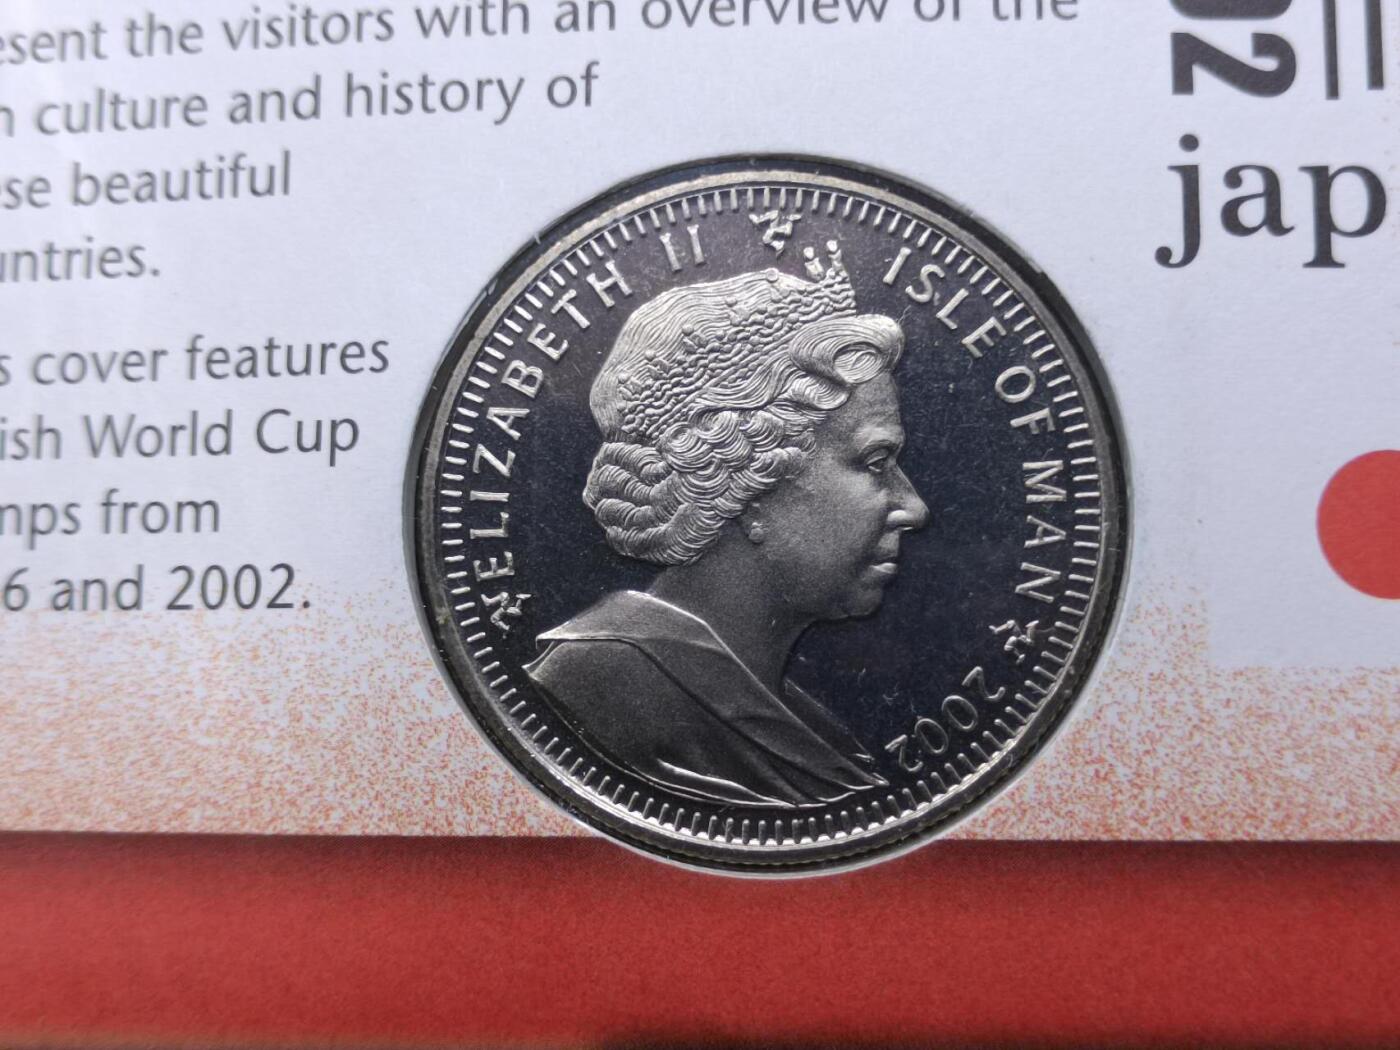 esent the visitors with an overview of the
n culture and history of
ese beautiful
untries.
s cover features
ish World Cup
mps from
6 and 2002.
02
jap
ELIZABETH II ISLE OF MAN 2002